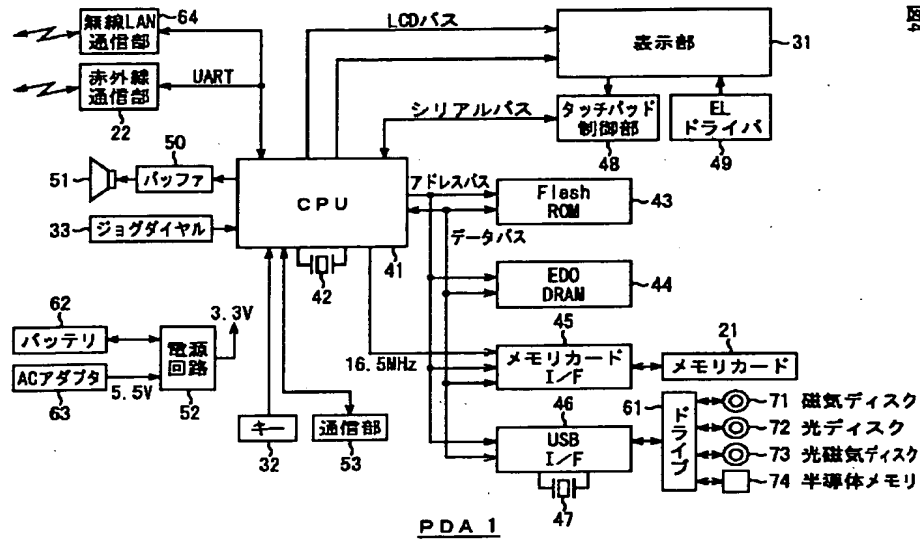 図4
無線LAN
通信部
64
赤外線
通信部
22
UART
LCDバス
表示部
31
シリアルバス
タッチパッド
制御部
48
EL
ドライバ
49
50
51
バッファ
33
ジョグダイヤル
CPU
41
42
アドレスバス
データバス
Flash
ROM
43
EDO
DRAM
44
45
16.5MHz
メモリカード
I/F
21
メモリカード
46
USB
I/F
47
61
ドライブ
71 磁気ディスク
72 光ディスク
73 光磁気ディスク
74 半導体メモリ
62
バッテリ
ACアダプタ
63
5.5V
3.3V
電源
回路
52
キー
32
通信部
53
PDA 1